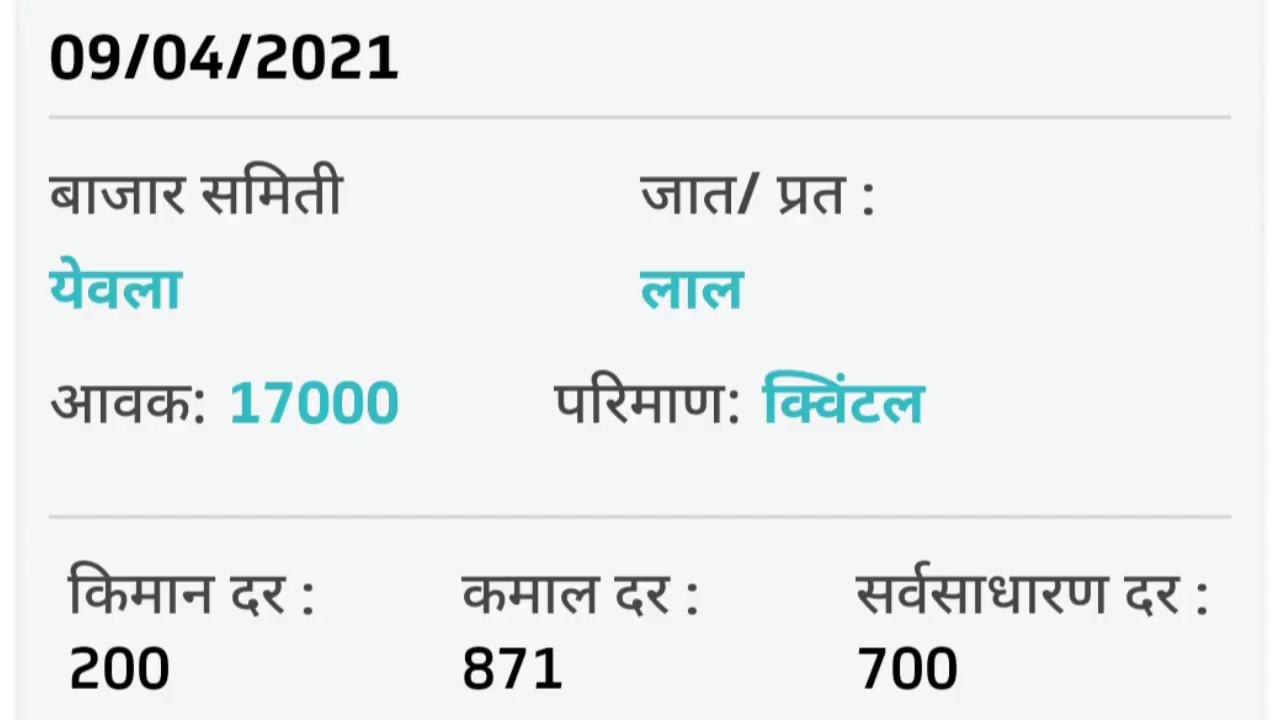 09/04/2021
बाजार समिती जात/ प्रत :
येवला लाल
आवक: 17000 परिमाण: क्विंटल
किमान दर : कमाल दर : सर्वसाधारण दर :
200 871 700